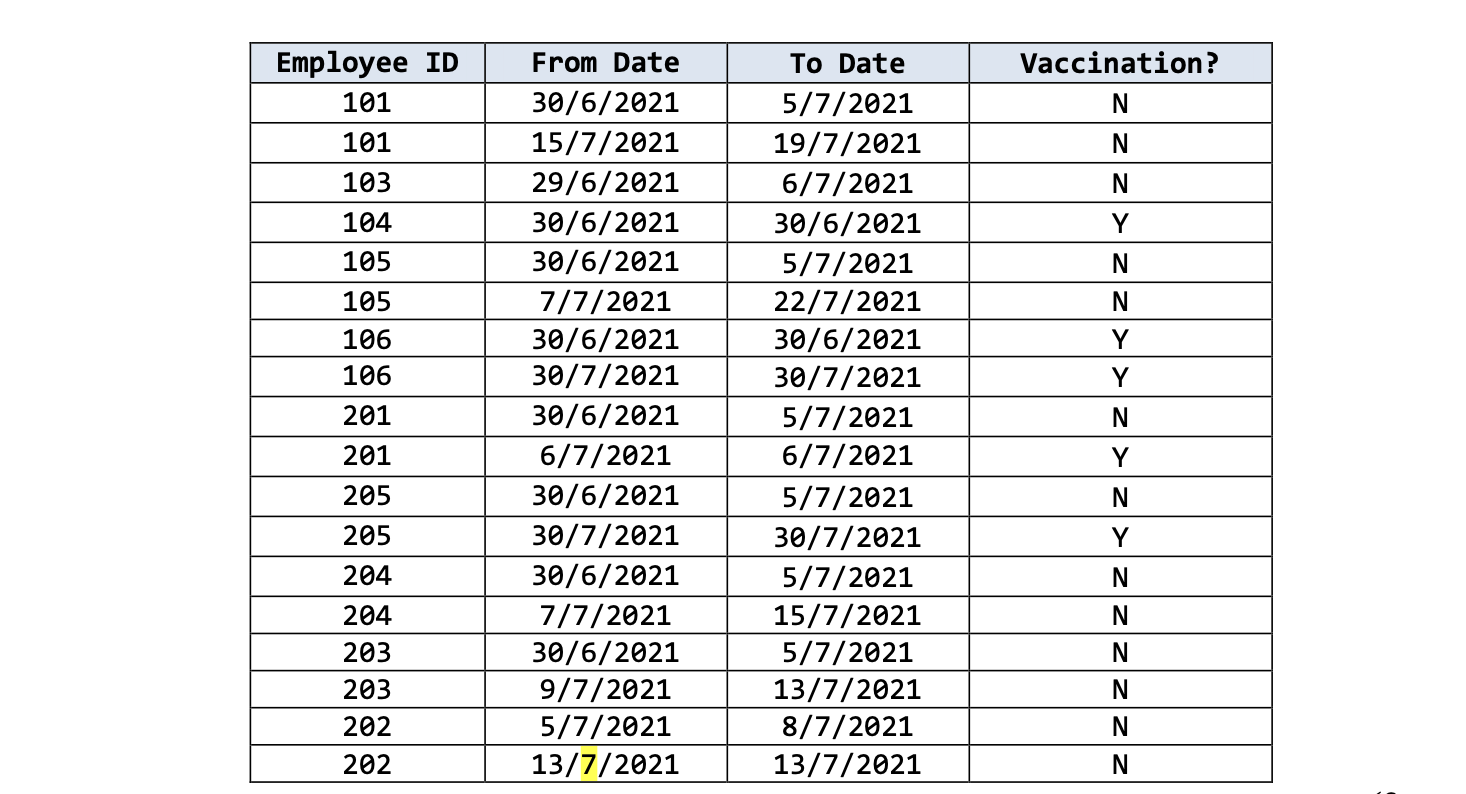 Employee ID From Date To Date Vaccination?
101 30/6/2021 5/7/2021 N
101 15/7/2021 19/7/2021 N
103 29/6/2021 6/7/2021 N
104 30/6/2021 30/6/2021 Y
105 30/6/2021 5/7/2021 N
105 7/7/2021 22/7/2021 N
106 30/6/2021 30/6/2021 Y
106 30/7/2021 30/7/2021 Y
201 30/6/2021 5/7/2021 N
201 6/7/2021 6/7/2021 Y
205 30/6/2021 5/7/2021 N
205 30/7/2021 30/7/2021 Y
204 30/6/2021 5/7/2021 N
204 7/7/2021 15/7/2021 N
203 30/6/2021 5/7/2021 N
203 9/7/2021 13/7/2021 N
202 5/7/2021 8/7/2021 N
202 13/7/2021 13/7/2021 N